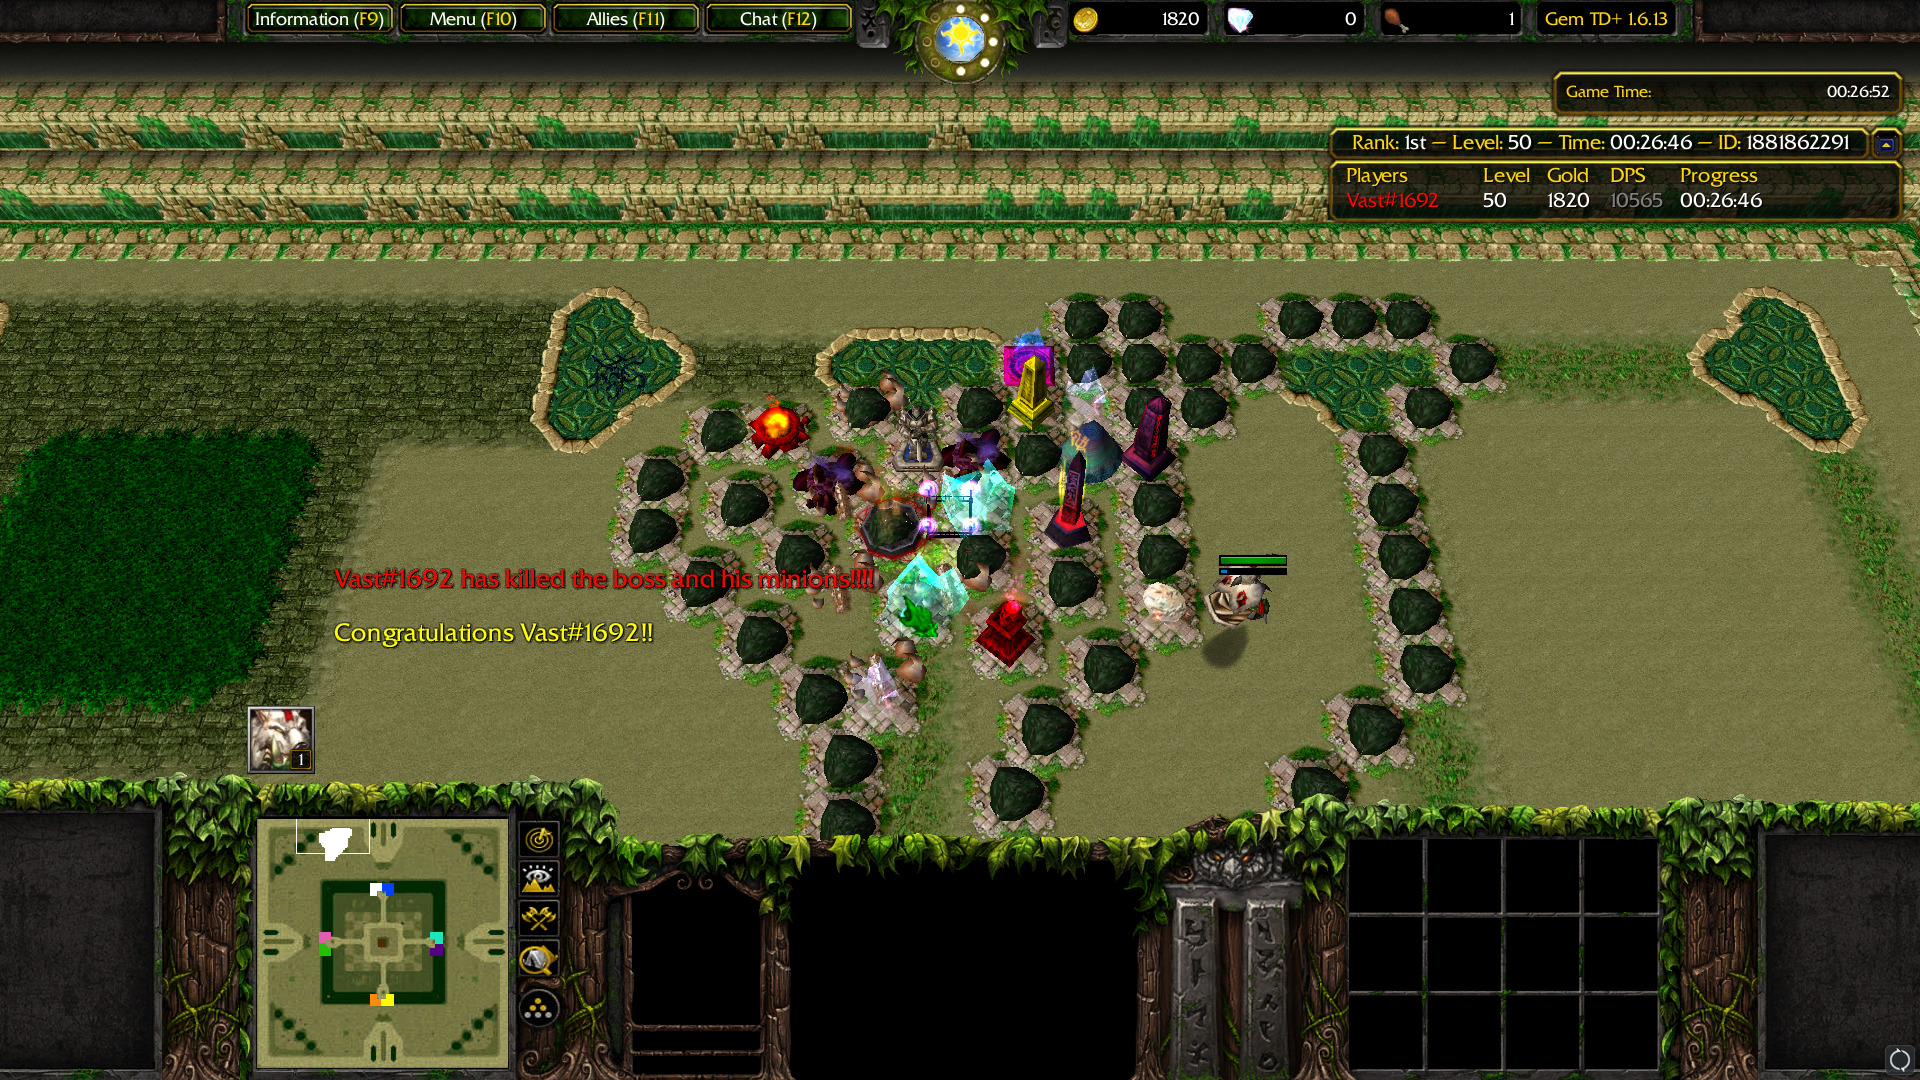 Information (F9) Menu (F10) Allies (F11) Chat (F12) 1820 0 1 Gem TD+ 1.6.13
Game Time: 00:26:52
Rank: 1st – Level: 50 – Time: 00:26:46 – ID: 1881862291
Players Level Gold DPS Progress
Vast#1692 50 1820 10565 00:26:46
Vast#1692 has killed the boss and his minions!!!!
Congratulations Vast#1692!!
1